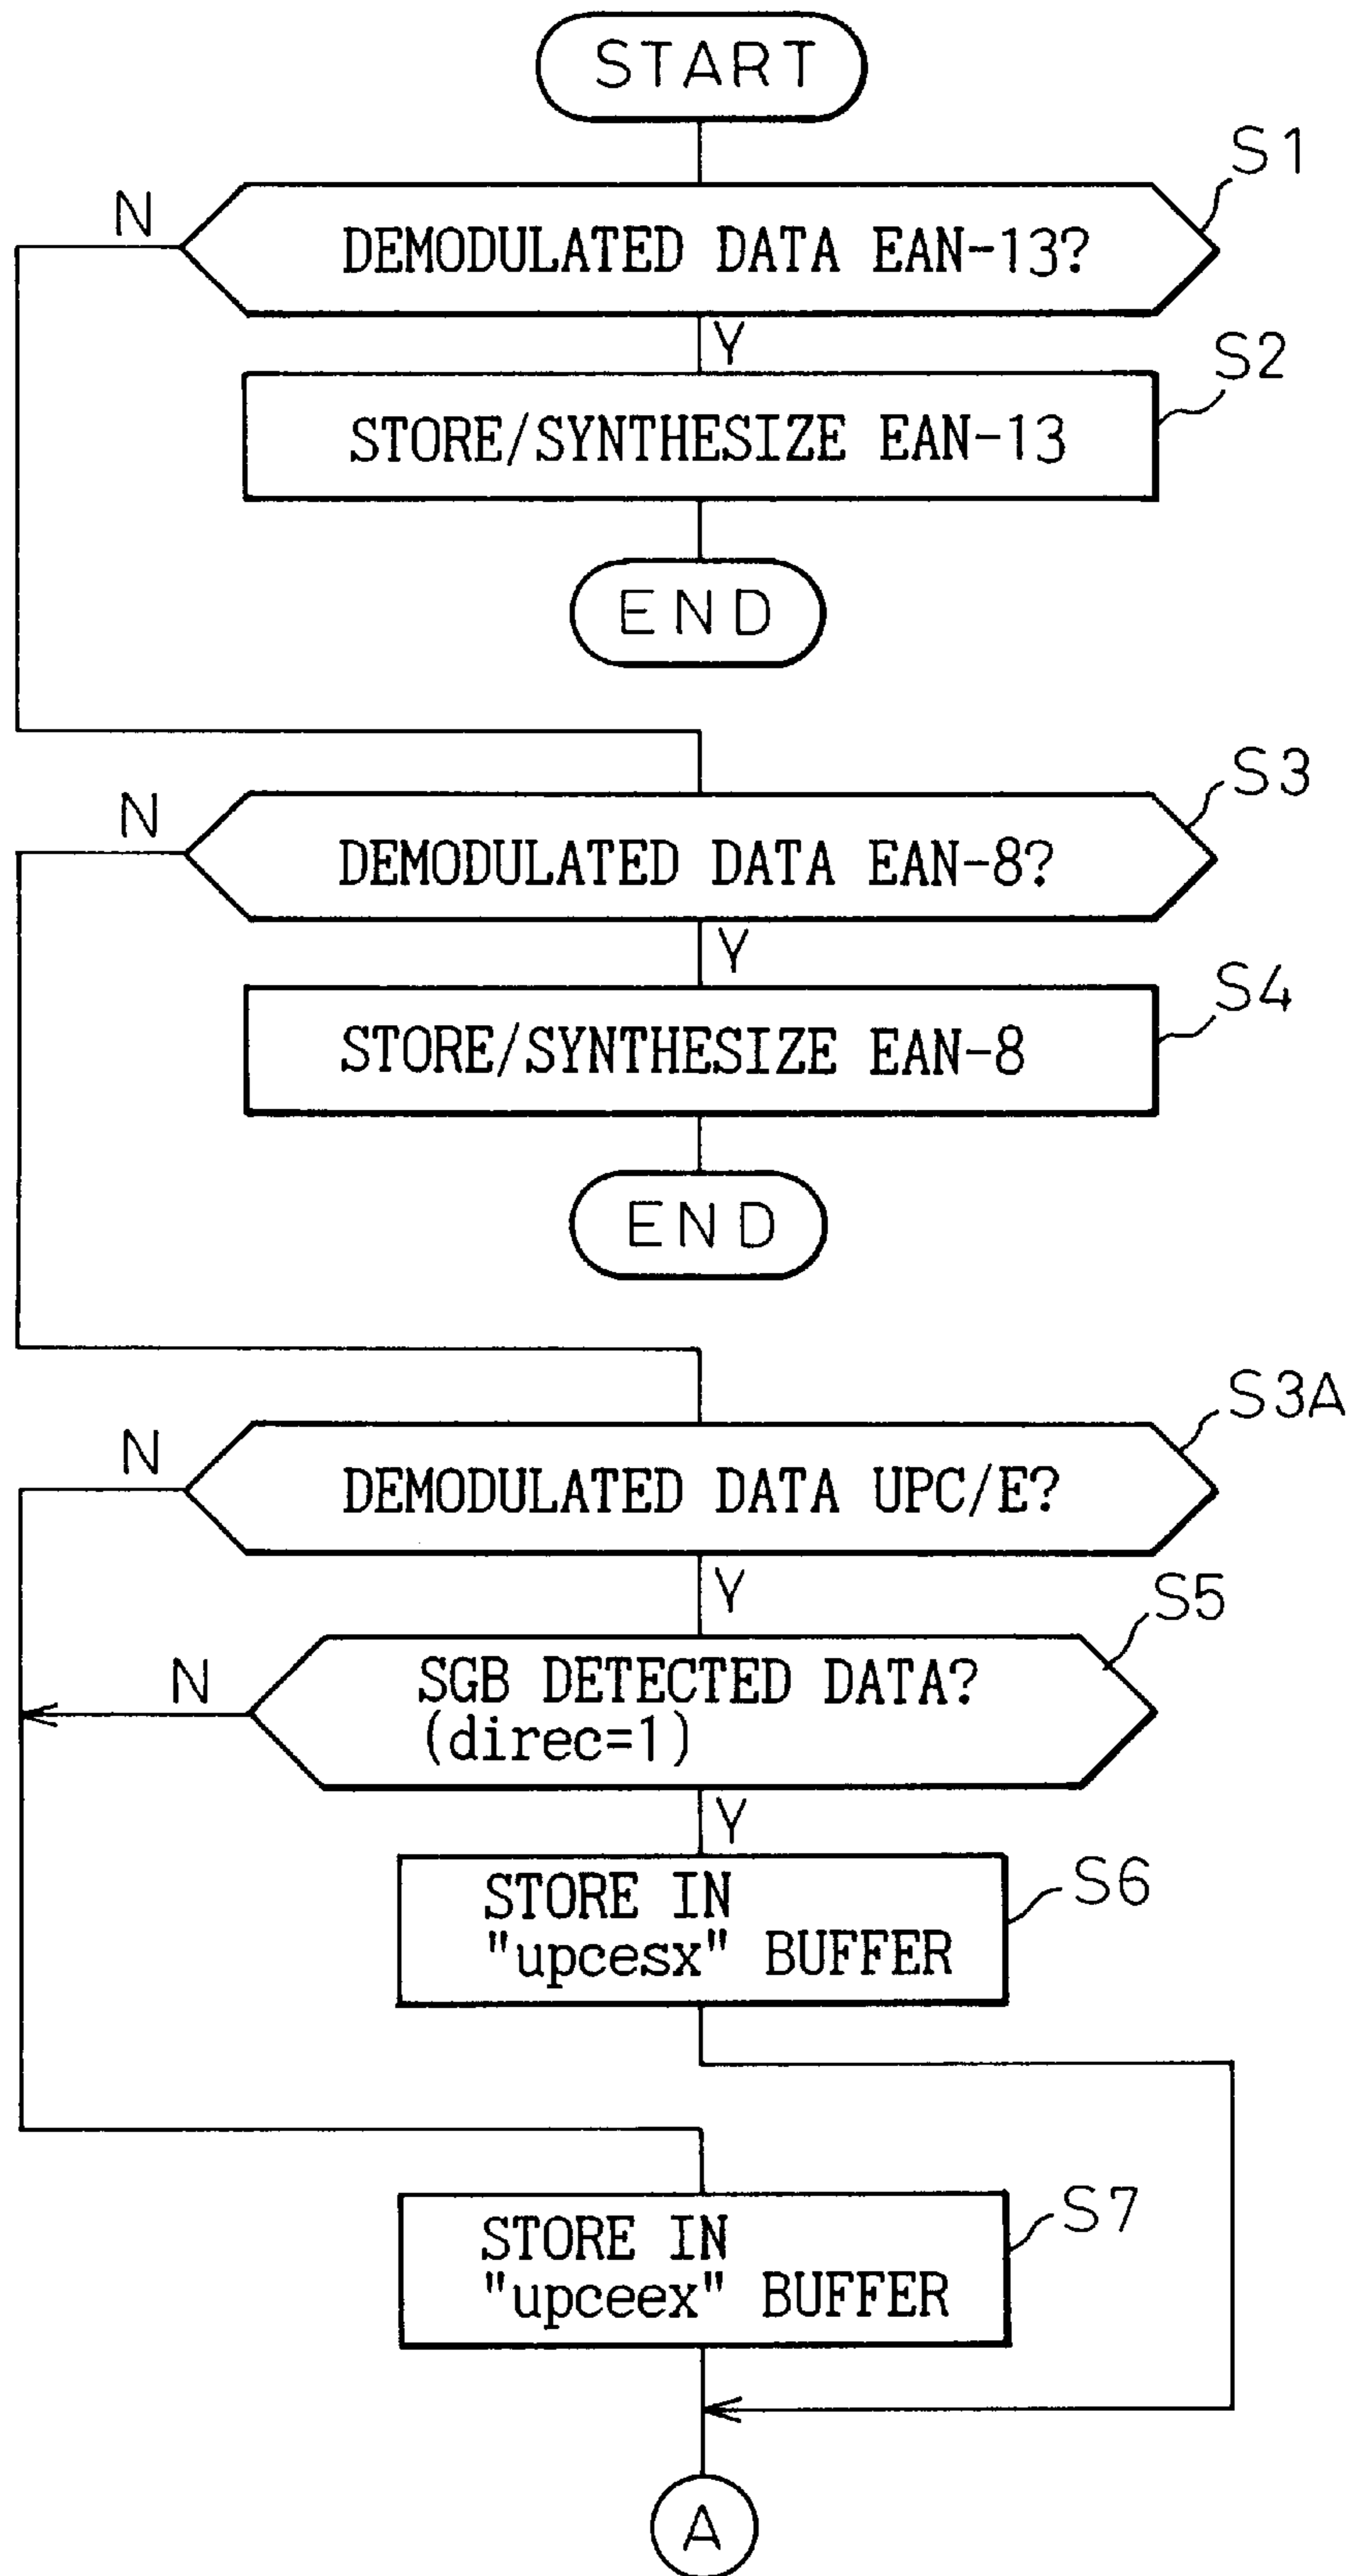 START
S1
N
DEMODULATED DATA EAN-13?
Y
S2
STORE/SYNTHESIZE EAN-13
END
S3
N
DEMODULATED DATA EAN-8?
Y
S4
STORE/SYNTHESIZE EAN-8
END
S3A
N
DEMODULATED DATA UPC/E?
Y
S5
N
SGB DETECTED DATA?
(direc=1)
Y
S6
STORE IN
"upcesx" BUFFER
S7
STORE IN
"upceex" BUFFER
A